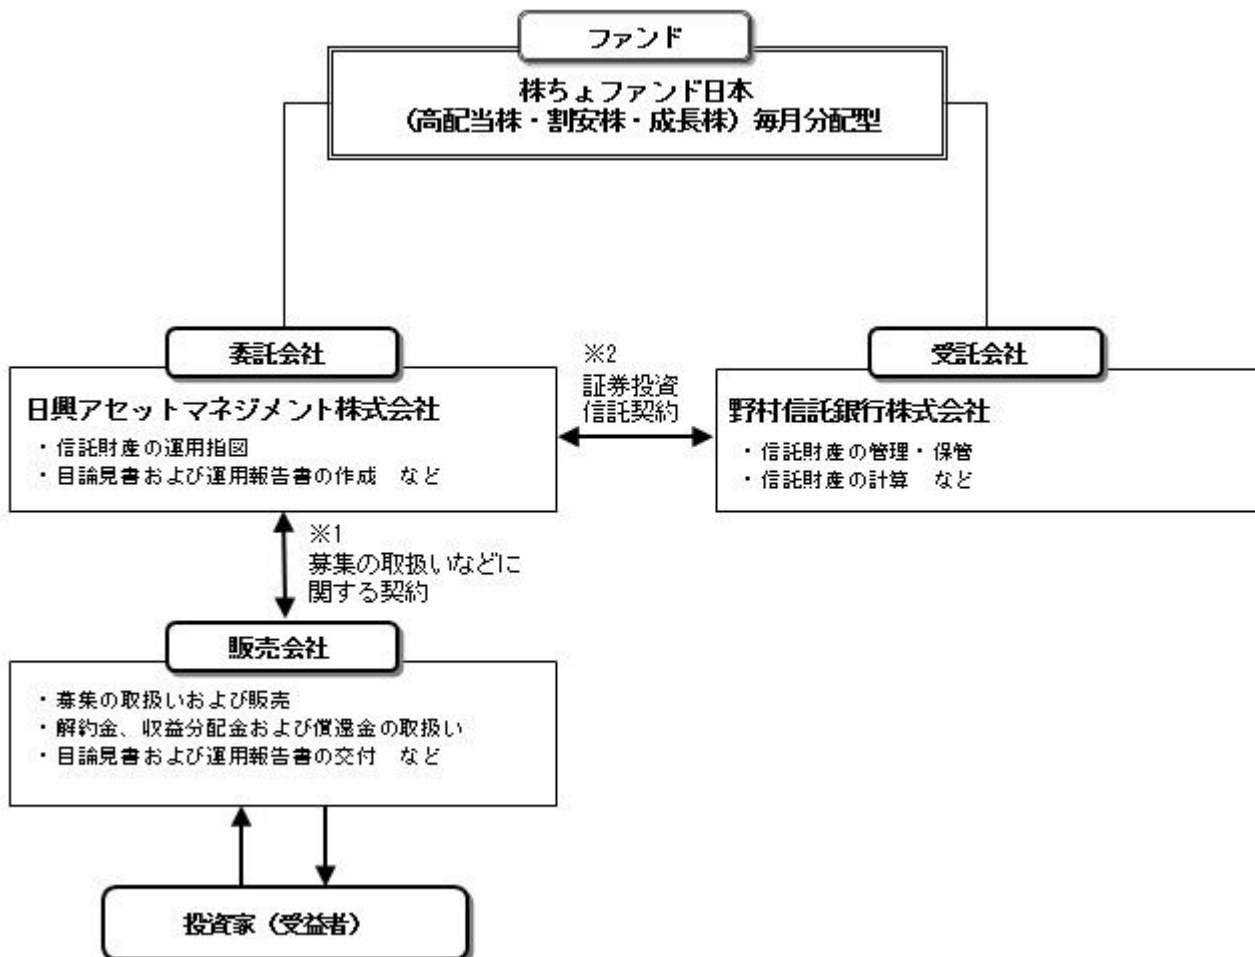 ファンド
株ちょファンド日本
(高配当株・割安株・成長株)毎月分配型
委託会社
日興アセットマネジメント株式会社
・信託財産の運用指図
・目論見書および運用報告書の作成 など
※2
証券投資
信託契約
受託会社
野村信託銀行株式会社
・信託財産の管理・保管
・信託財産の計算 など
※1
募集の取扱いなどに
関する契約
販売会社
・募集の取扱いおよび販売
・解約金、収益分配金および償還金の取扱い
・目論見書および運用報告書の交付 など
投資家(受益者)